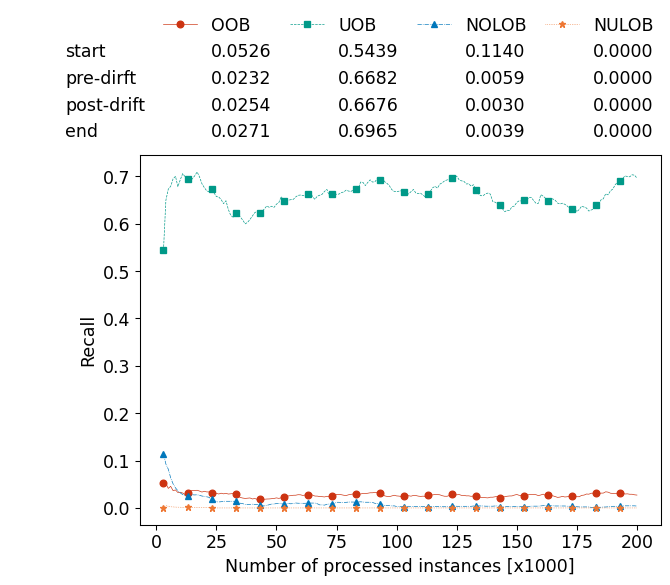 OOB UOB NOLOB NULOB
start 0.0526 0.5439 0.1140 0.0000
pre-dirft 0.0232 0.6682 0.0059 0.0000
post-drift 0.0254 0.6676 0.0030 0.0000
end 0.0271 0.6965 0.0039 0.0000
0.7
0.6
0.5
0.4
0.3
0.2
0.1
0.0
Recall
0 25 50 75 100 125 150 175 200
Number of processed instances [x1000]